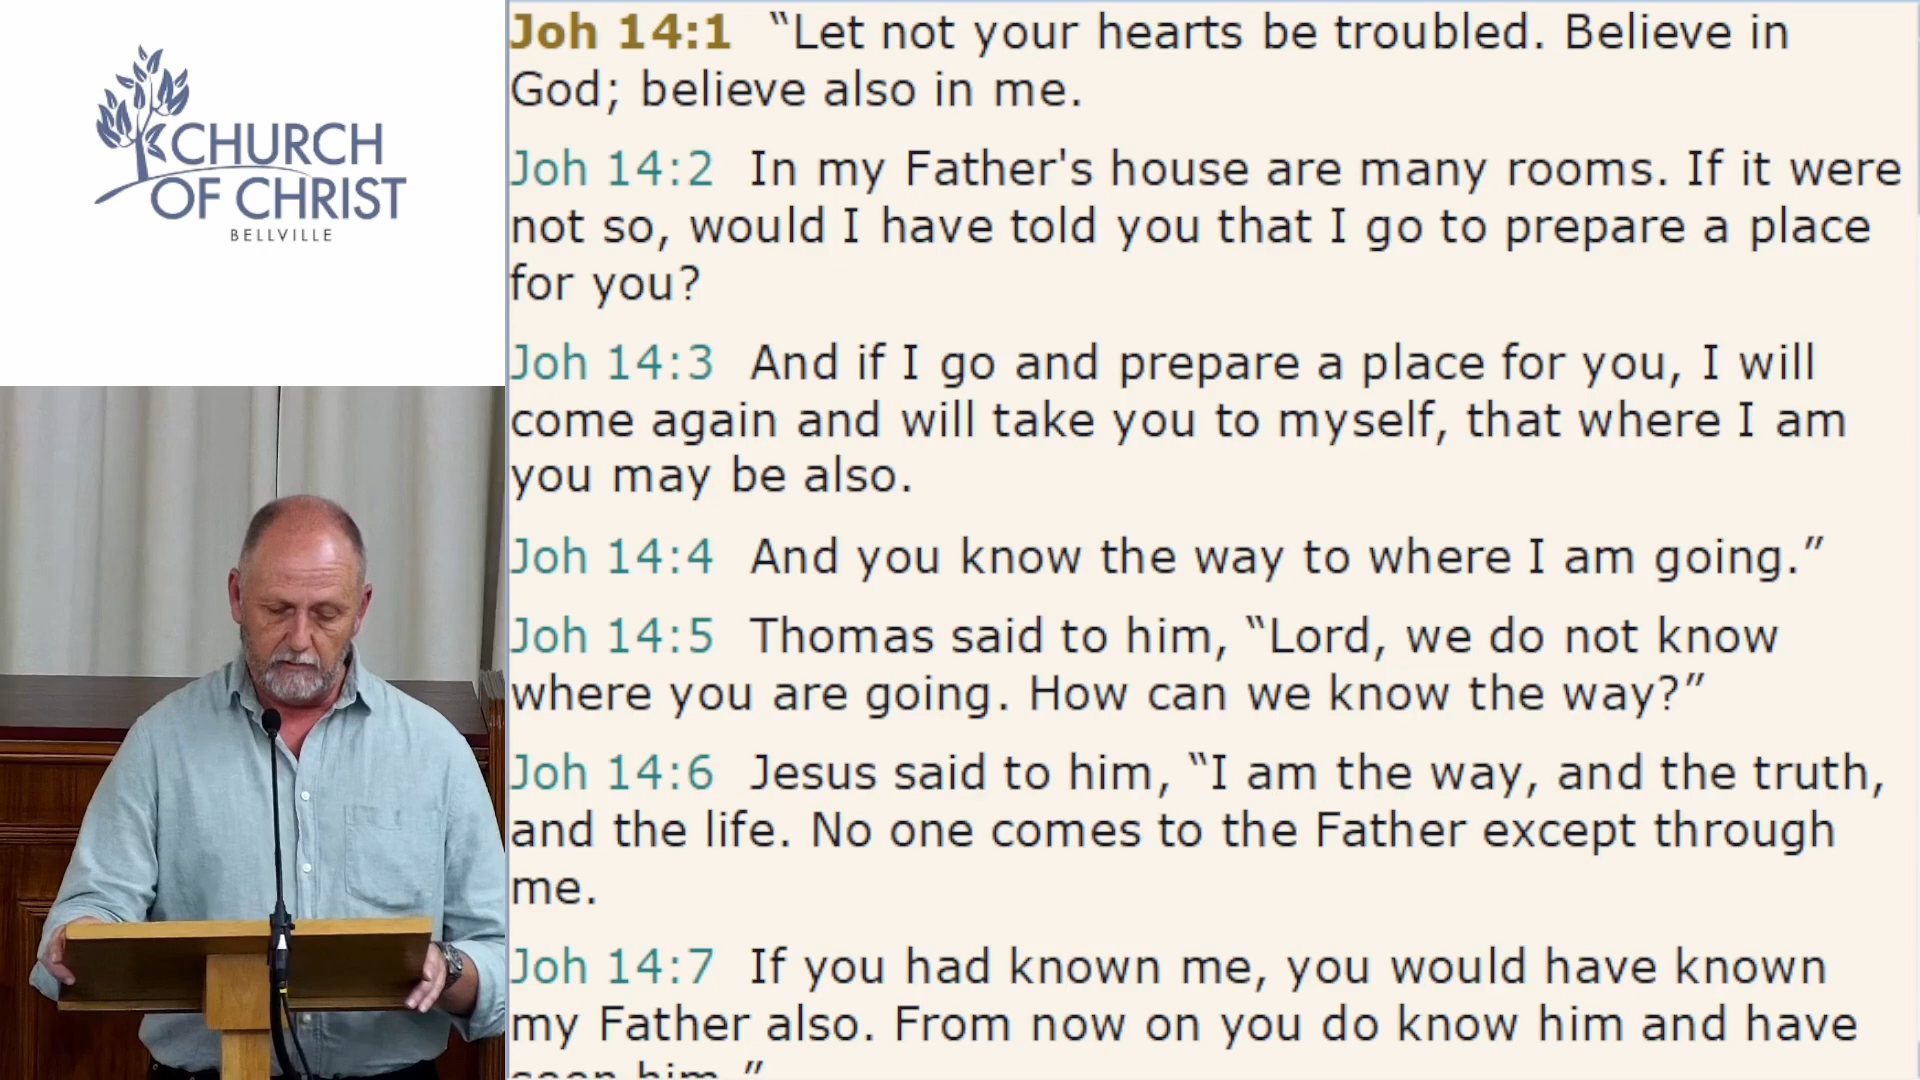 CHURCH
OF CHRIST
BELLVILLE
Joh 14:1 “Let not your hearts be troubled. Believe in
God; believe also in me.
Joh 14:2 In my Father's house are many rooms. If it were
not so, would I have told you that I go to prepare a place
for you?
Joh 14:3 And if I go and prepare a place for you, I will
come again and will take you to myself, that where I am
you may be also.
Joh 14:4 And you know the way to where I am going.”
Joh 14:5 Thomas said to him, “Lord, we do not know
where you are going. How can we know the way?”
Joh 14:6 Jesus said to him, “I am the way, and the truth,
and the life. No one comes to the Father except through
me.
Joh 14:7 If you had known me, you would have known
my Father also. From now on you do know him and have
seen him.”